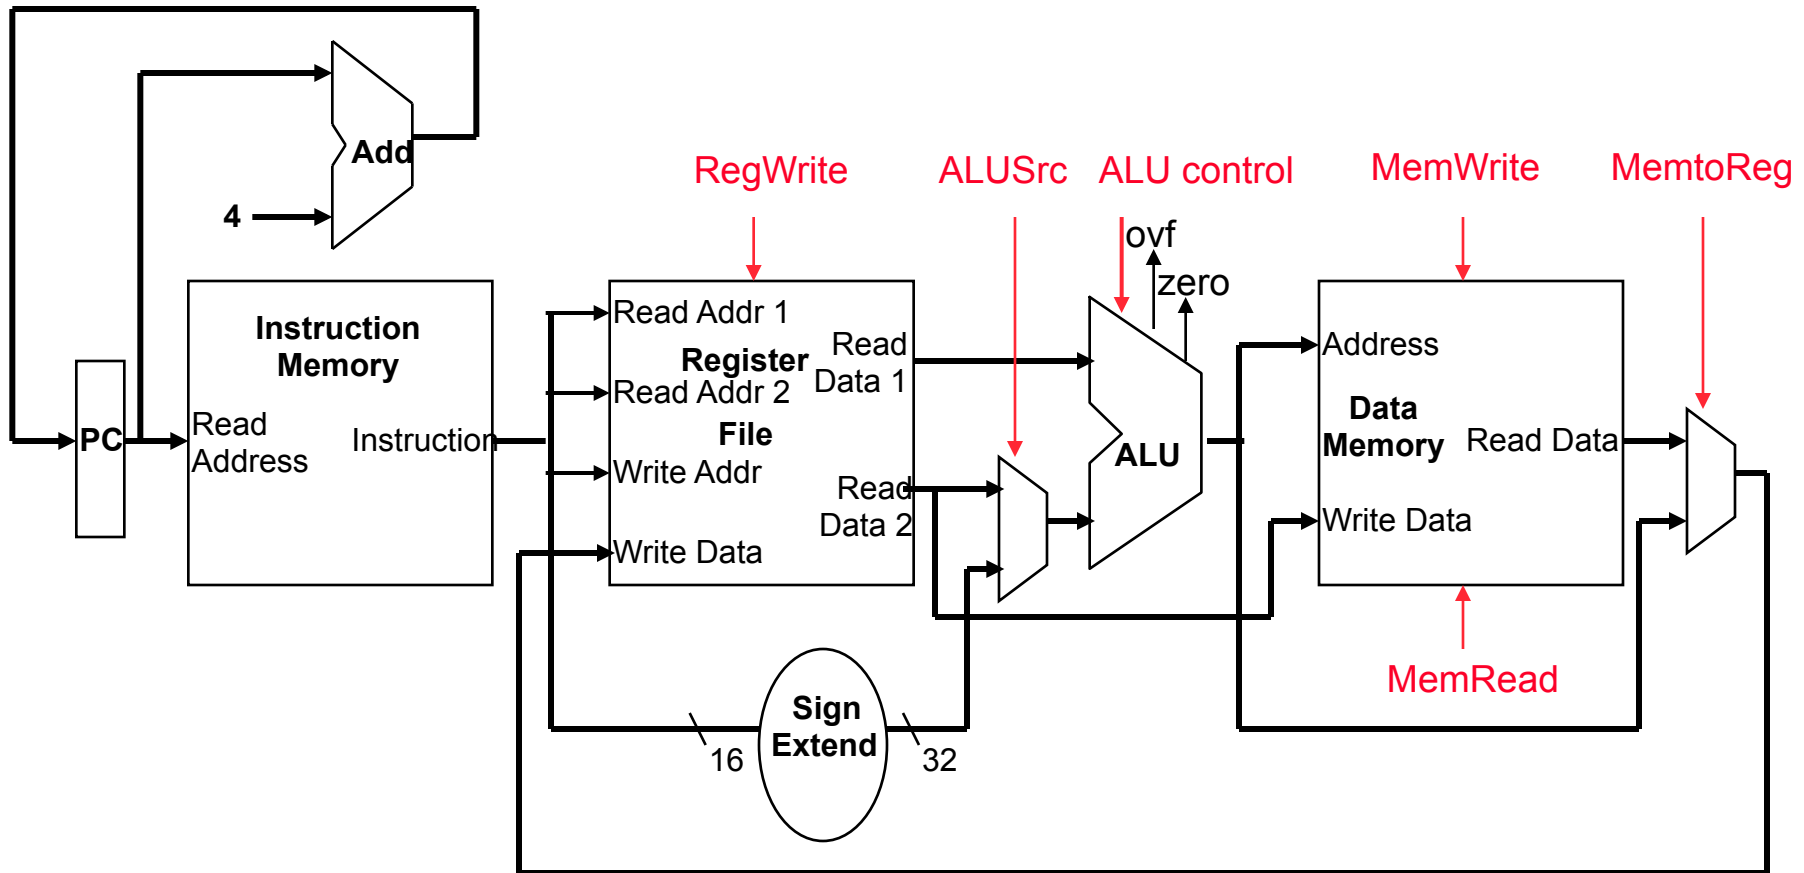 Add
4
RegWrite
ALUSrc
ALU control
MemWrite
MemtoReg
ovf
zero
PC
Instruction
Memory
Read
Address
Instruction
Read Addr 1
Register
Read Addr 2
File
Write Addr
Write Data
Read
Data 1
Read
Data 2
ALU
Address
Data
Memory
Read Data
Write Data
MemRead
Sign
Extend
16
32